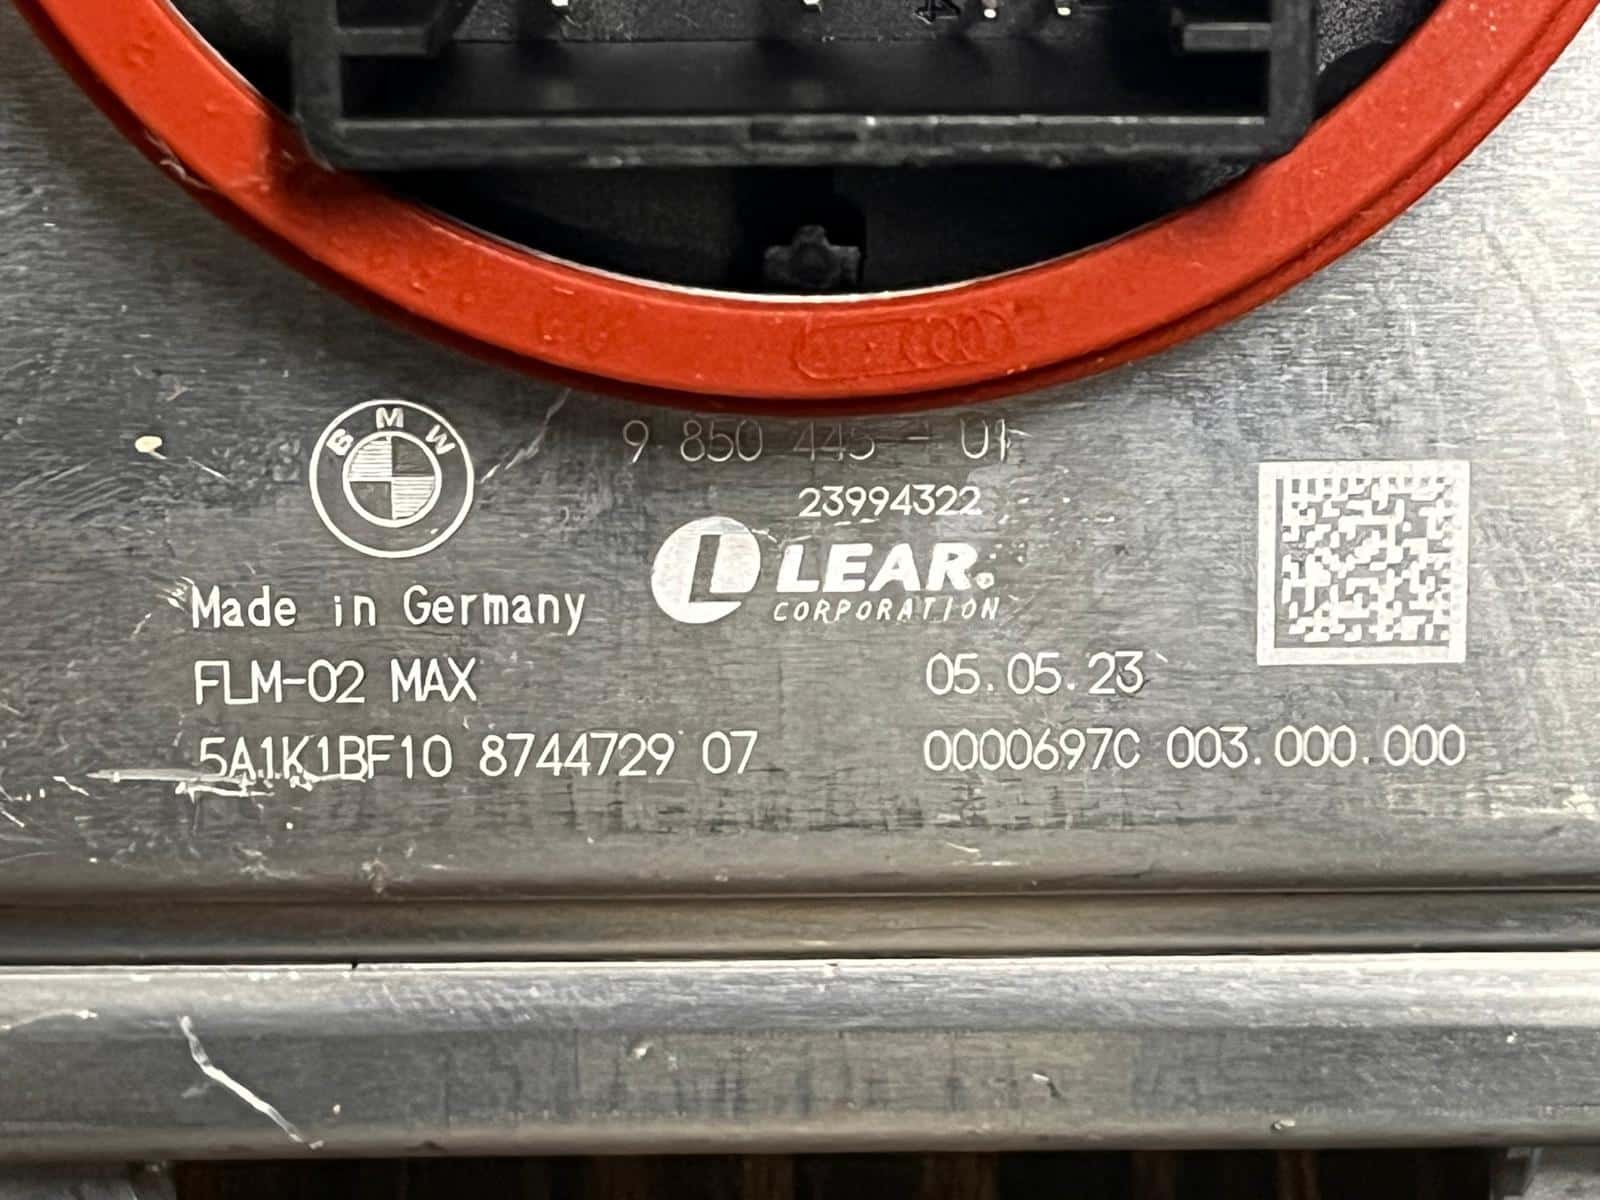 BMW
9 850 445 - 01
23994322
LEAR.
CORPORATION
Made in Germany
FLM-02 MAX
05.05.23
5A1K1BF10 8744729 07
0000697C 003.000.000